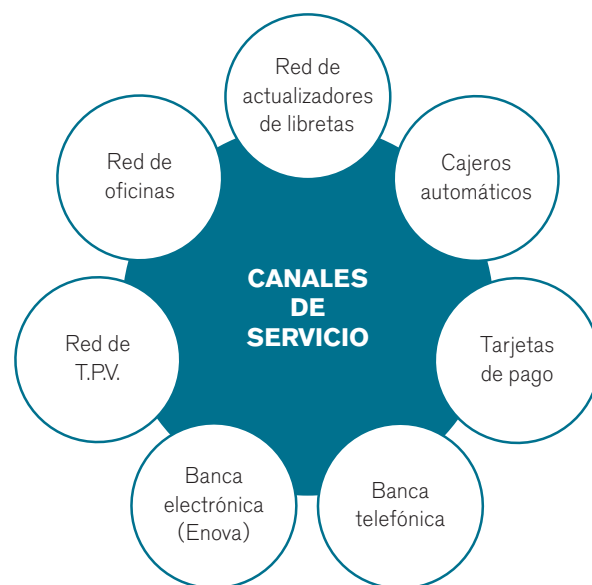 Red de
actualizadores
de libretas
Cajeros
automáticos
Tarjetas
de pago
Banca
telefónica
Banca
electrónica
(Enova)
Red de
T.P.V.
Red de
oficinas
CANALES
DE
SERVICIO